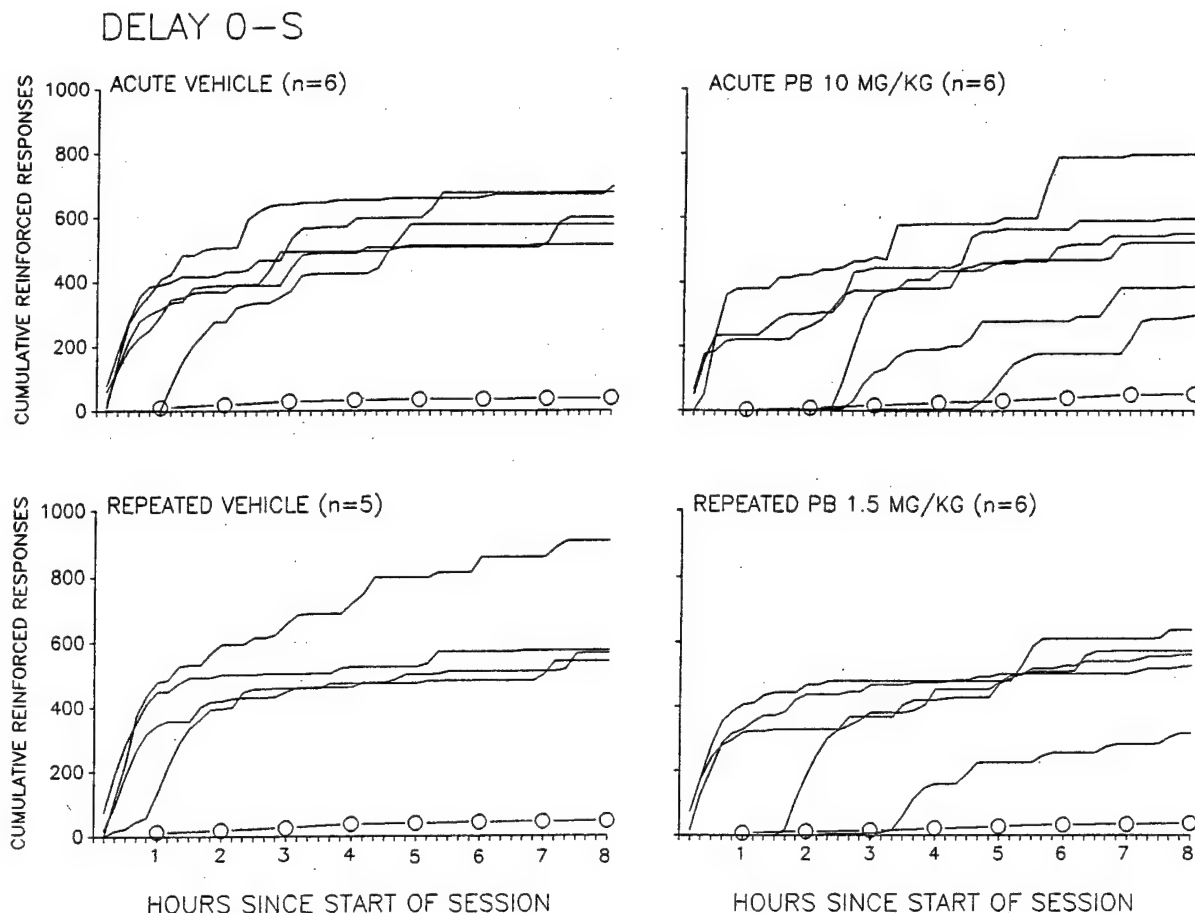 DELAY 0-S
ACUTE VEHICLE (n=6)
ACUTE PB 10 MG/KG (n=6)
CUMULATIVE REINFORCED RESPONSES
1000
800
600
400
200
0
REPEATED VEHICLE (n=5)
REPEATED PB 1.5 MG/KG (n=6)
CUMULATIVE REINFORCED RESPONSES
1000
800
600
400
200
0
1 2 3 4 5 6 7 8
1 2 3 4 5 6 7 8
HOURS SINCE START OF SESSION
HOURS SINCE START OF SESSION